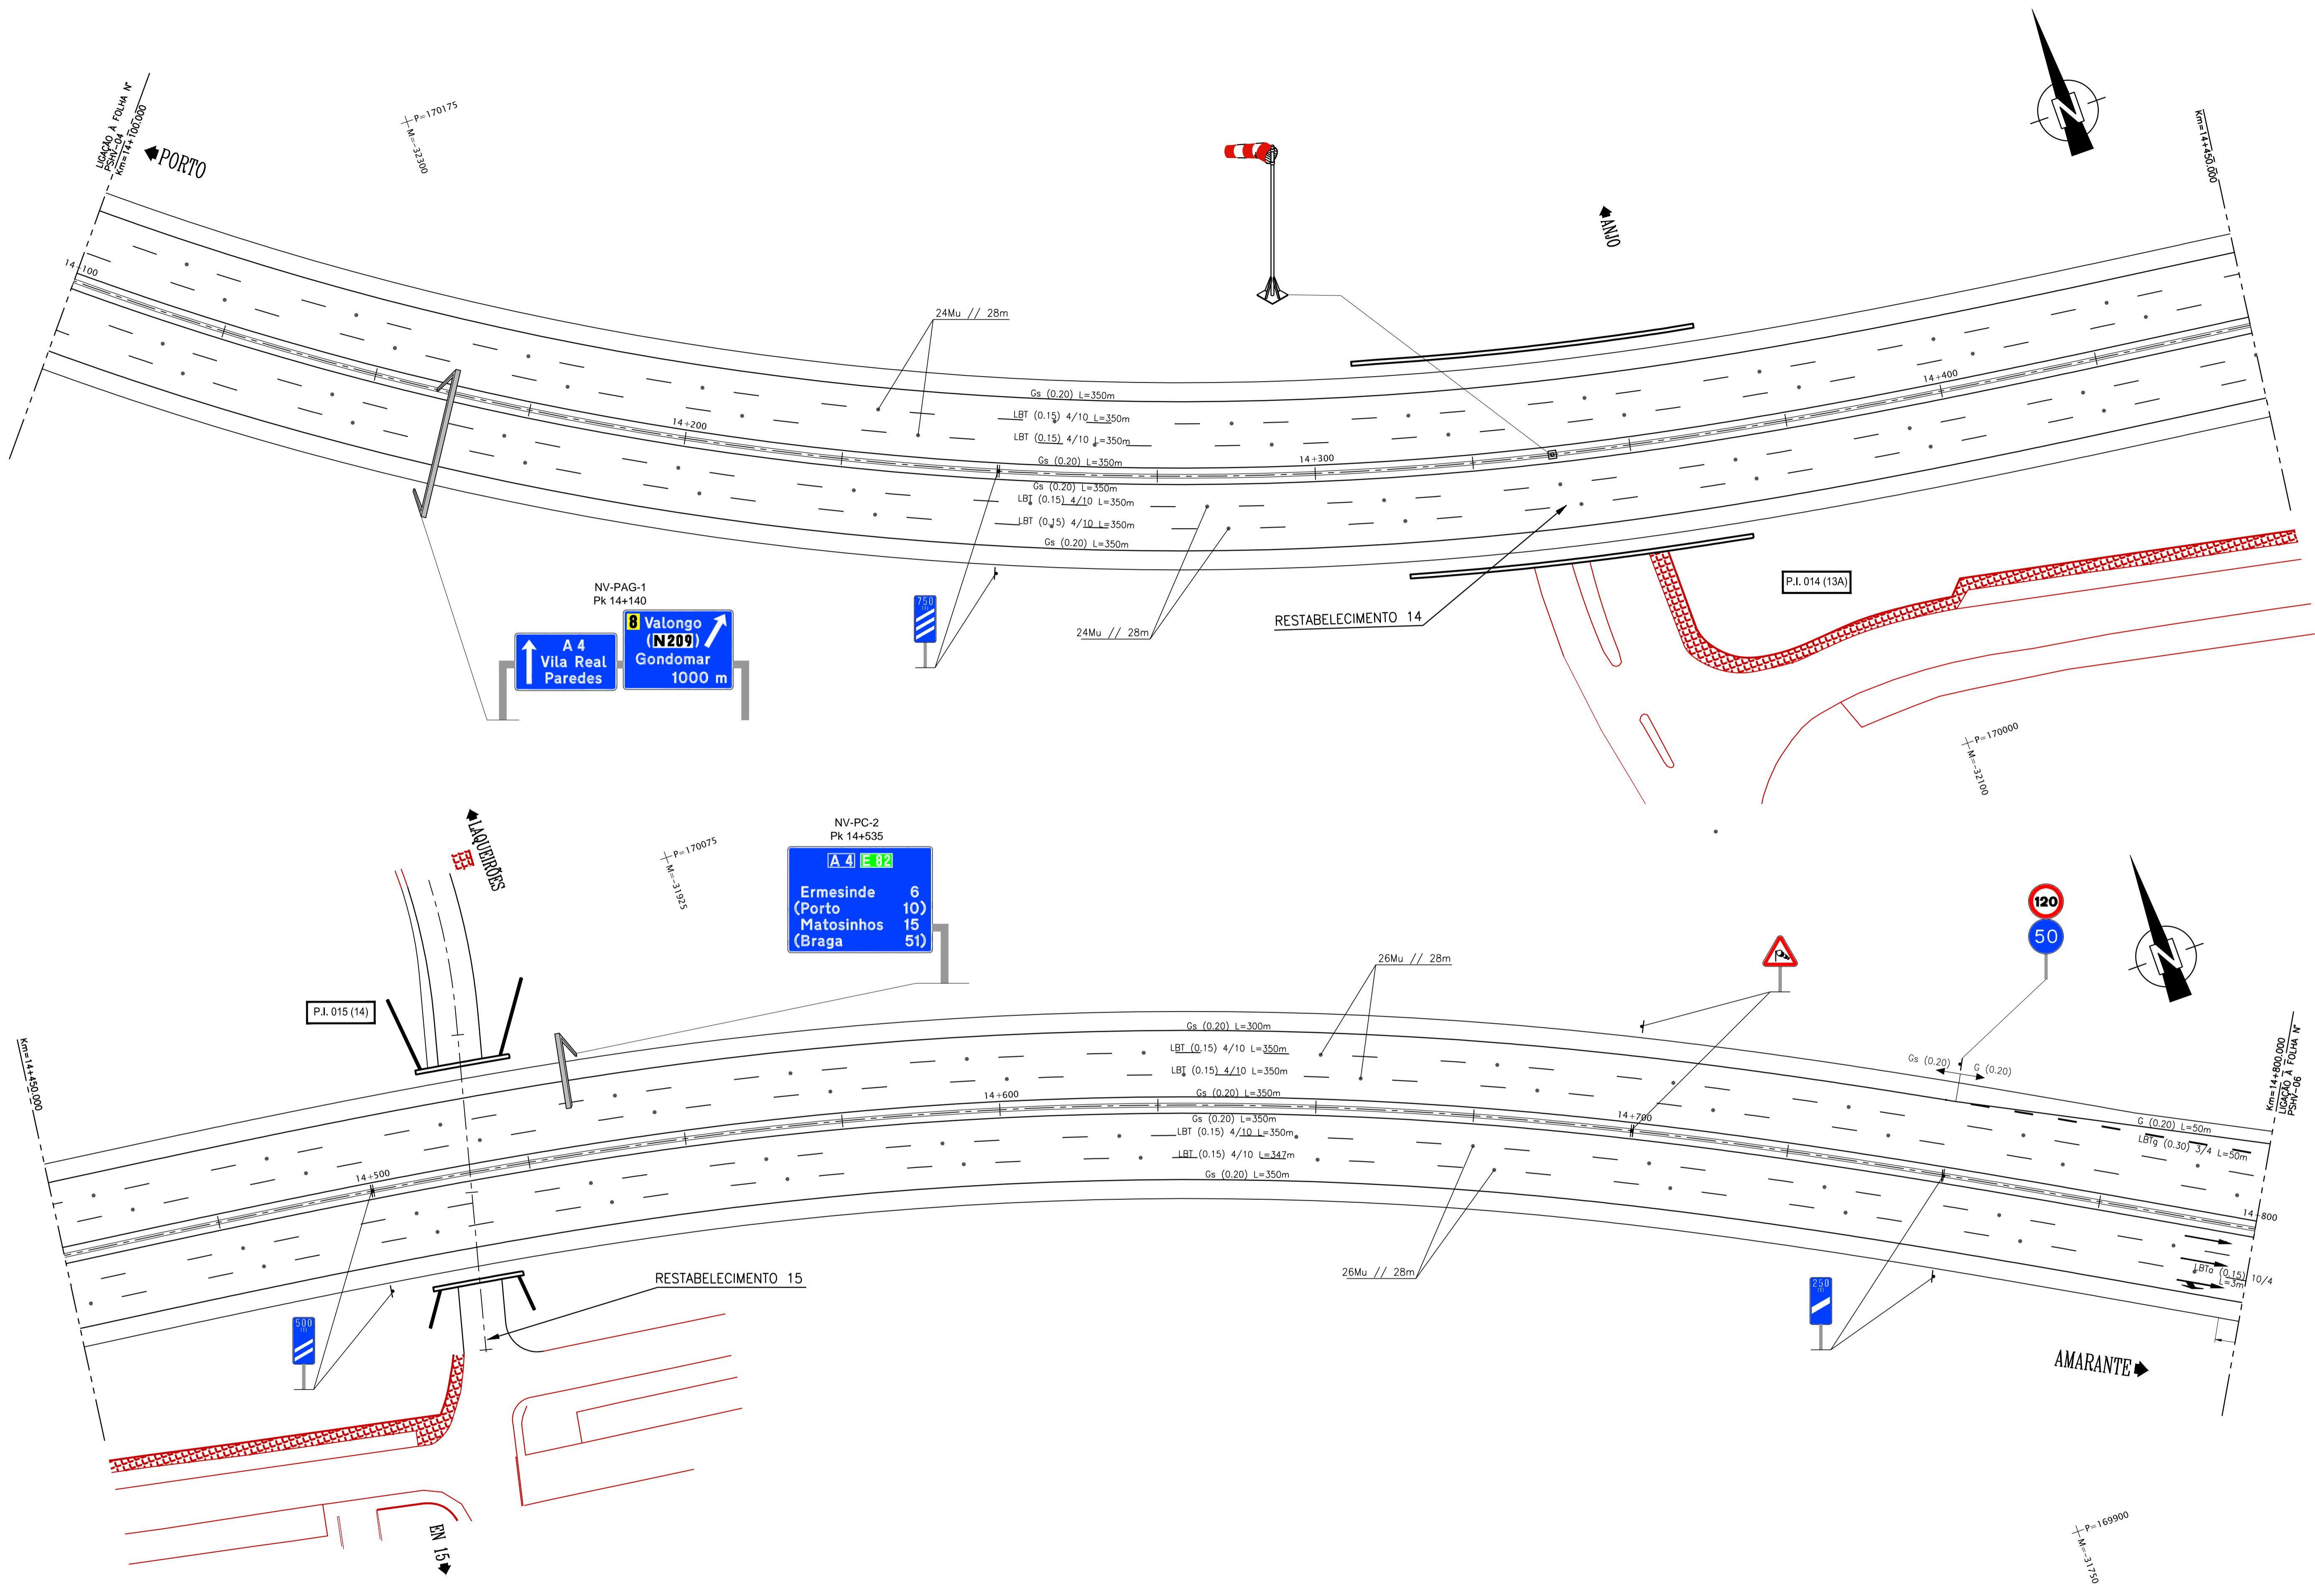 LIGAÇÃO À FOLHA Nº
PSHV-04
Km=14+100.000
PORTO
P=170175
M=-32300
Km=14+450.000
ANJO
14+100
24Mu // 28m
14+200
14+300
14+400
Gs (0.20) L=350m
LBT (0.15) 4/10 L=350m
LBT (0.15) 4/10 L=350m
Gs (0.20) L=350m
Gs (0.20) L=350m
LBT (0.15) 4/10 L=350m
LBT (0.15) 4/10 L=350m
Gs (0.20) L=350m
NV-PAG-1
Pk 14+140
A 4
Vila Real
Paredes
8 Valongo
(N209)
Gondomar
1000 m
750
m
24Mu // 28m
RESTABELECIMENTO 14
P.I. 014 (13A)
P=170000
M=-32100
LAQUEIRÕES
P=170075
M=-31925
NV-PC-2
Pk 14+535
A 4 E 82
Ermesinde 6
(Porto 10)
Matosinhos 15
(Braga 51)
P.I. 015 (14)
26Mu // 28m
120
50
Km=14+450.000
Km=14+800.000
LIGAÇÃO À FOLHA Nº
PSHV-06
Gs (0.20) L=300m
LBT (0.15) 4/10 L=350m
LBT (0.15) 4/10 L=350m
Gs (0.20) L=350m
14+500
14+600
14+700
14+800
Gs (0.20)
G (0.20)
G (0.20) L=50m
LBTg (0.30) 3/4 L=50m
Gs (0.20) L=350m
LBT (0.15) 4/10 L=350m
LBT (0.15) 4/10 L=347m
Gs (0.20) L=350m
LBTa (0.15) 10/4
L=3m
RESTABELECIMENTO 15
26Mu // 28m
500
m
250
m
AMARANTE
EN 15
P=169900
M=-31750